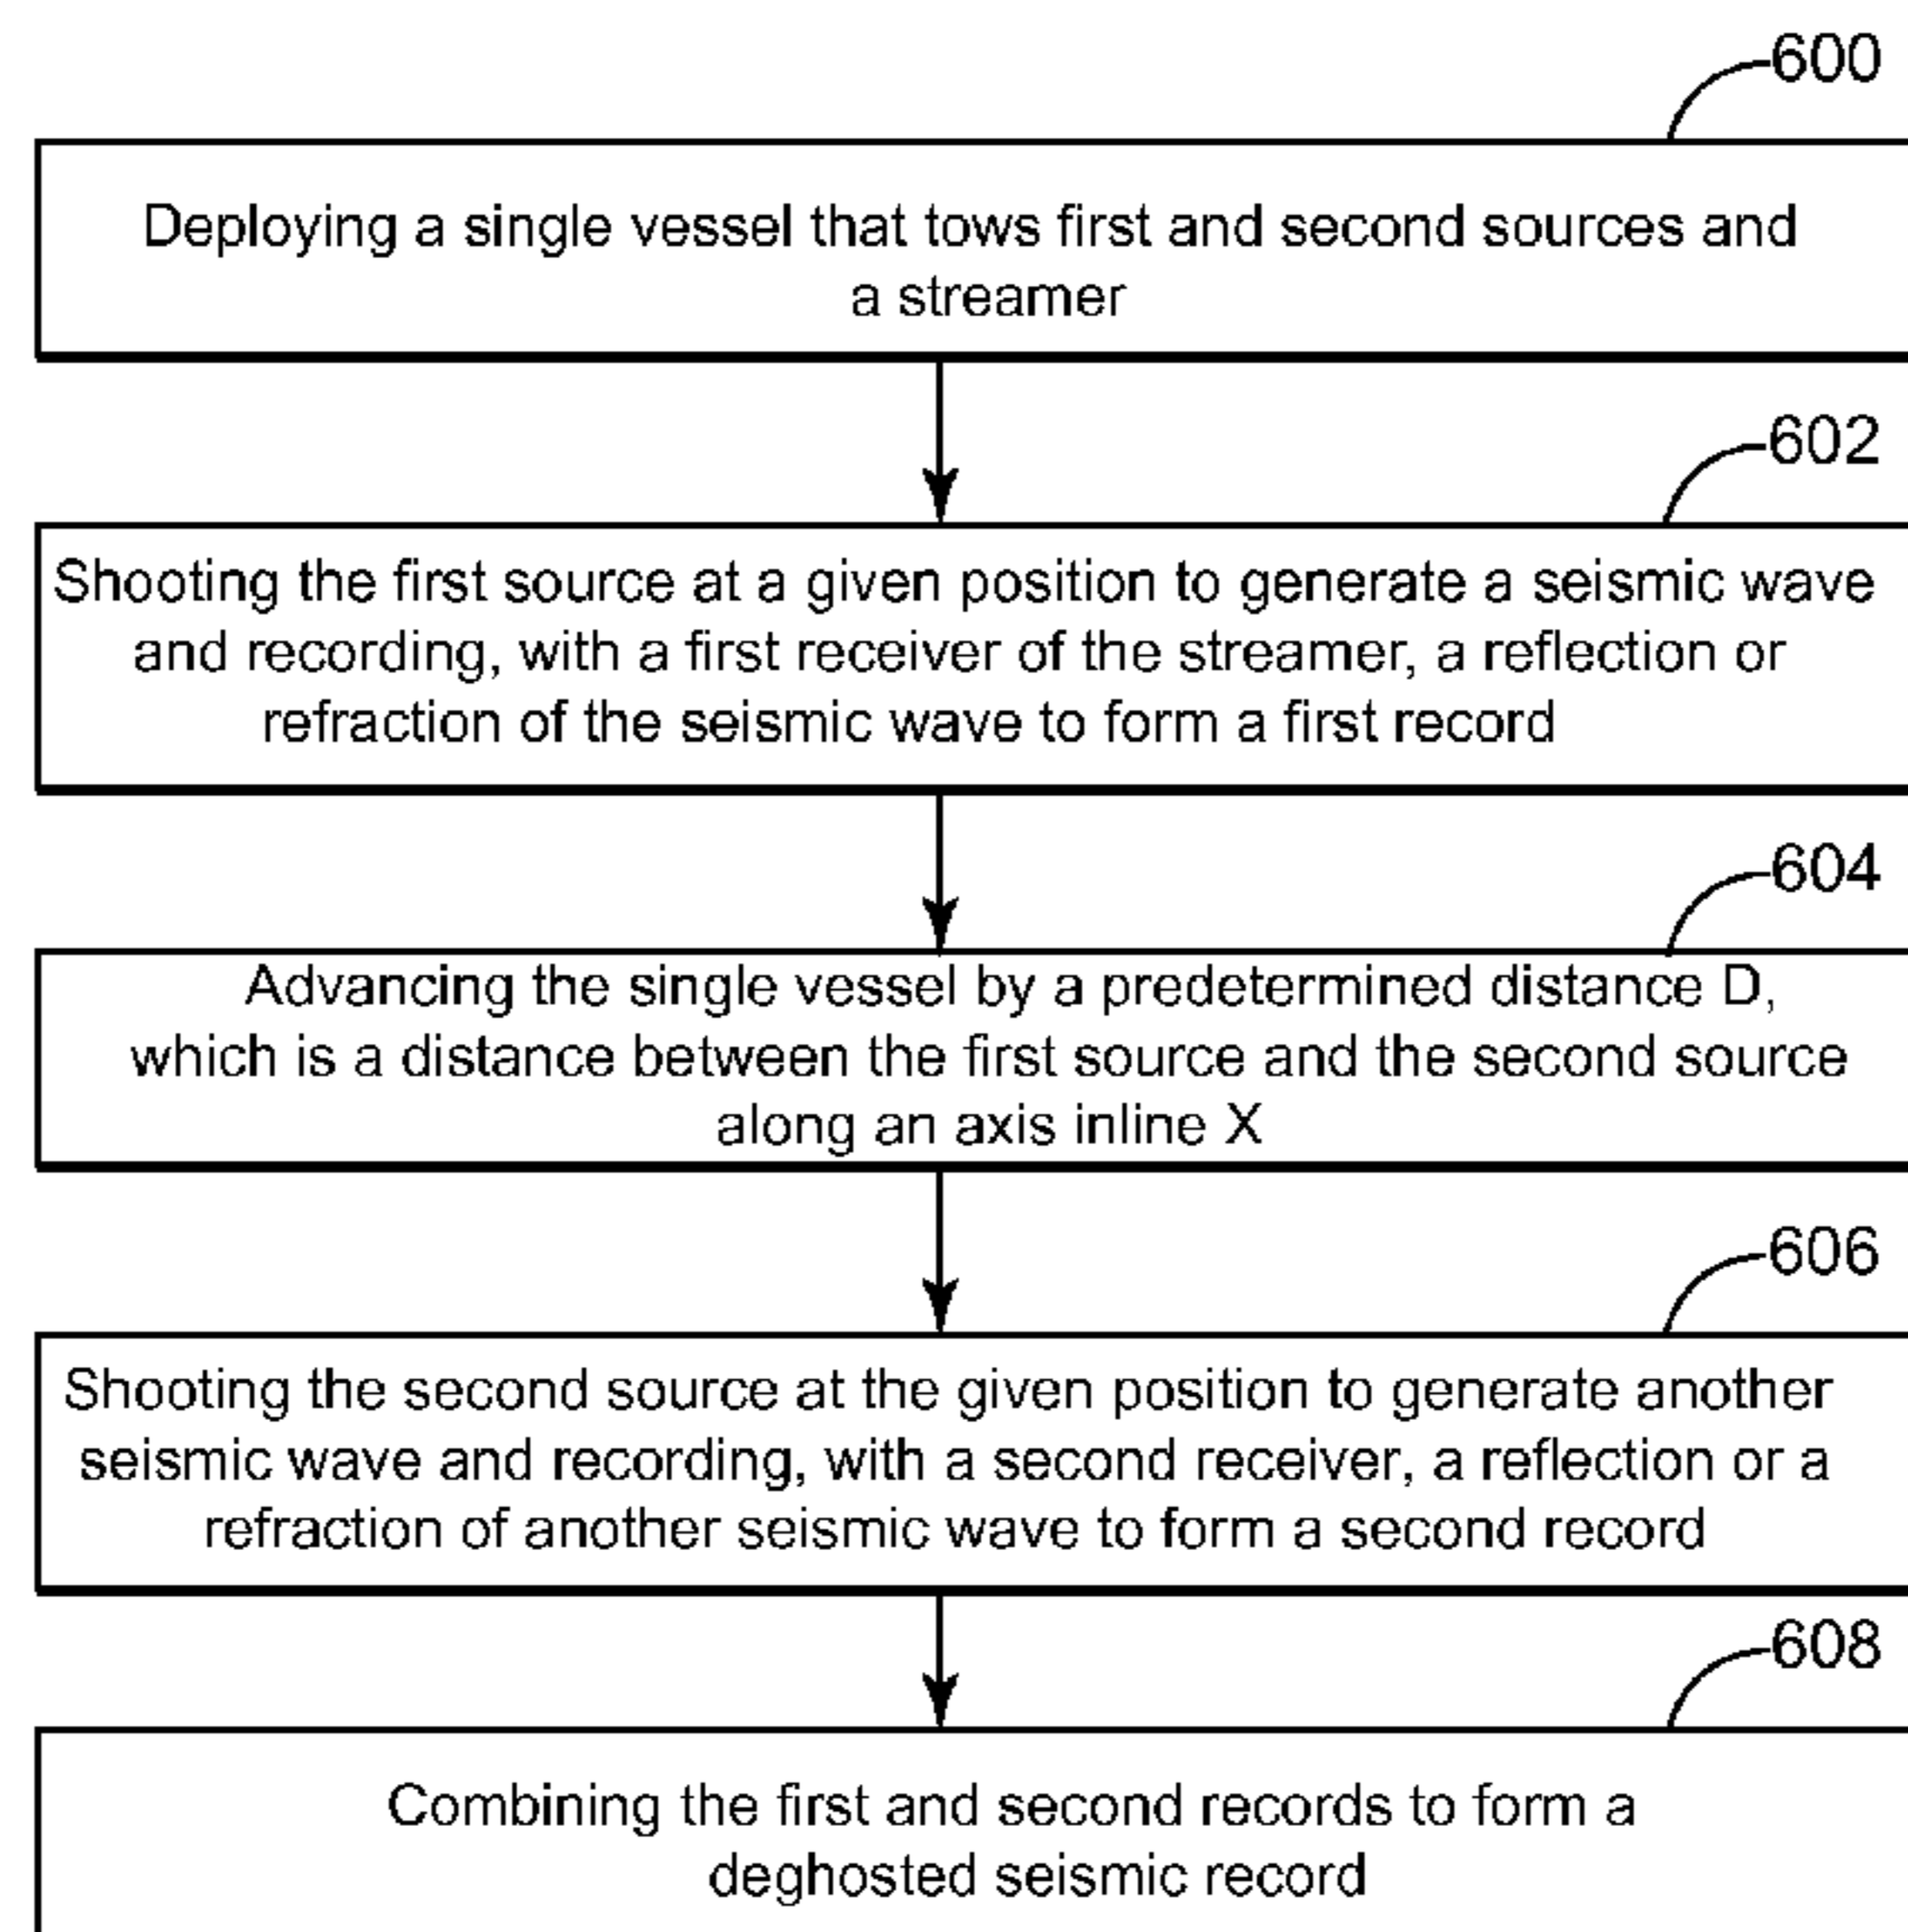 600
Deploying a single vessel that tows first and second sources and
a streamer
602
Shooting the first source at a given position to generate a seismic wave
and recording, with a first receiver of the streamer, a reflection or
refraction of the seismic wave to form a first record
604
Advancing the single vessel by a predetermined distance D,
which is a distance between the first source and the second source
along an axis inline X
606
Shooting the second source at the given position to generate another
seismic wave and recording, with a second receiver, a reflection or a
refraction of another seismic wave to form a second record
608
Combining the first and second records to form a
deghosted seismic record